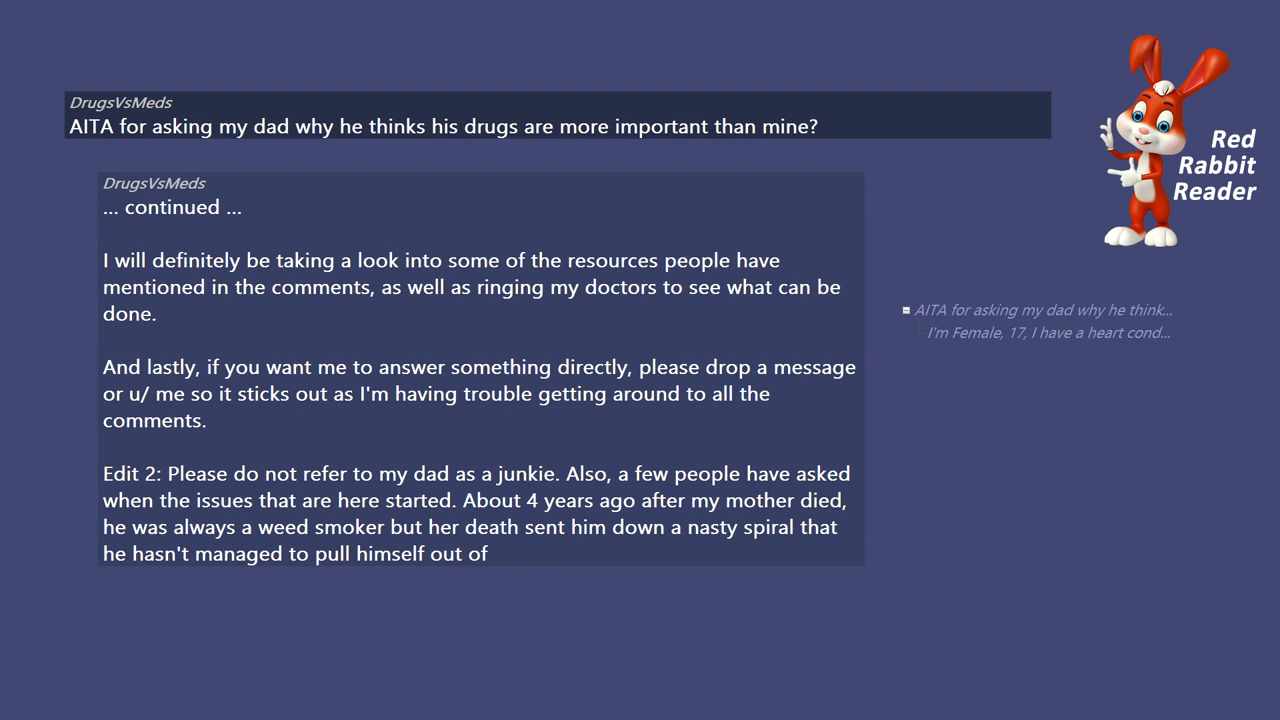 DrugsVsMeds
AITA for asking my dad why he thinks his drugs are more important than mine?
Red
Rabbit
Reader
DrugsVsMeds
... continued ...
I will definitely be taking a look into some of the resources people have
mentioned in the comments, as well as ringing my doctors to see what can be
done.
And lastly, if you want me to answer something directly, please drop a message
or u/ me so it sticks out as I'm having trouble getting around to all the
comments.
Edit 2: Please do not refer to my dad as a junkie. Also, a few people have asked
when the issues that are here started. About 4 years ago after my mother died,
he was always a weed smoker but her death sent him down a nasty spiral that
he hasn't managed to pull himself out of
AITA for asking my dad why he think...
I'm Female, 17, I have a heart cond...